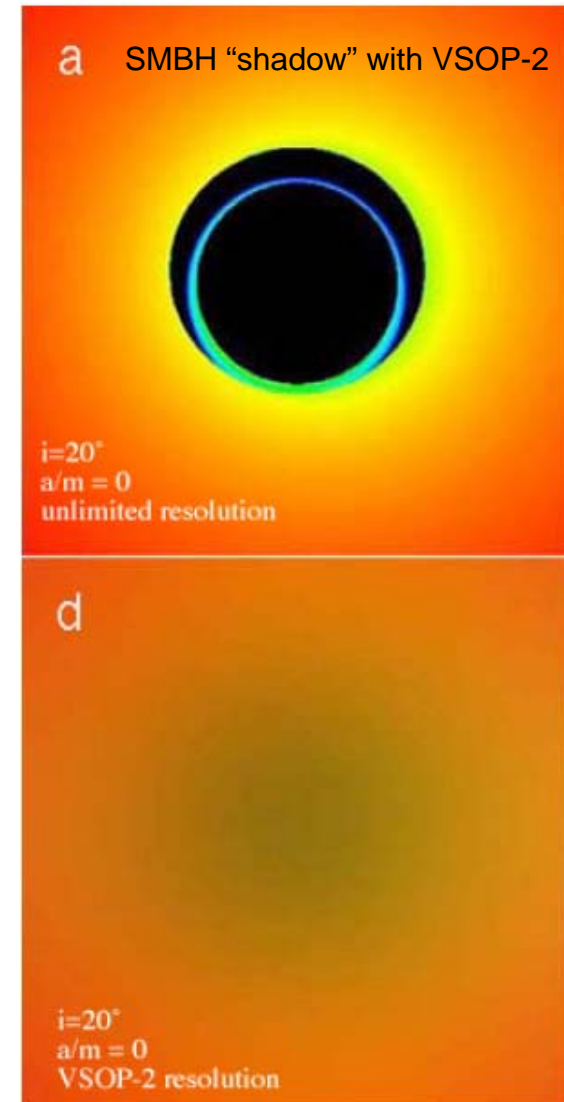 a SMBH “shadow” with VSOP-2
i=20°
a/m = 0
unlimited resolution
d
i=20°
a/m = 0
VSOP-2 resolution